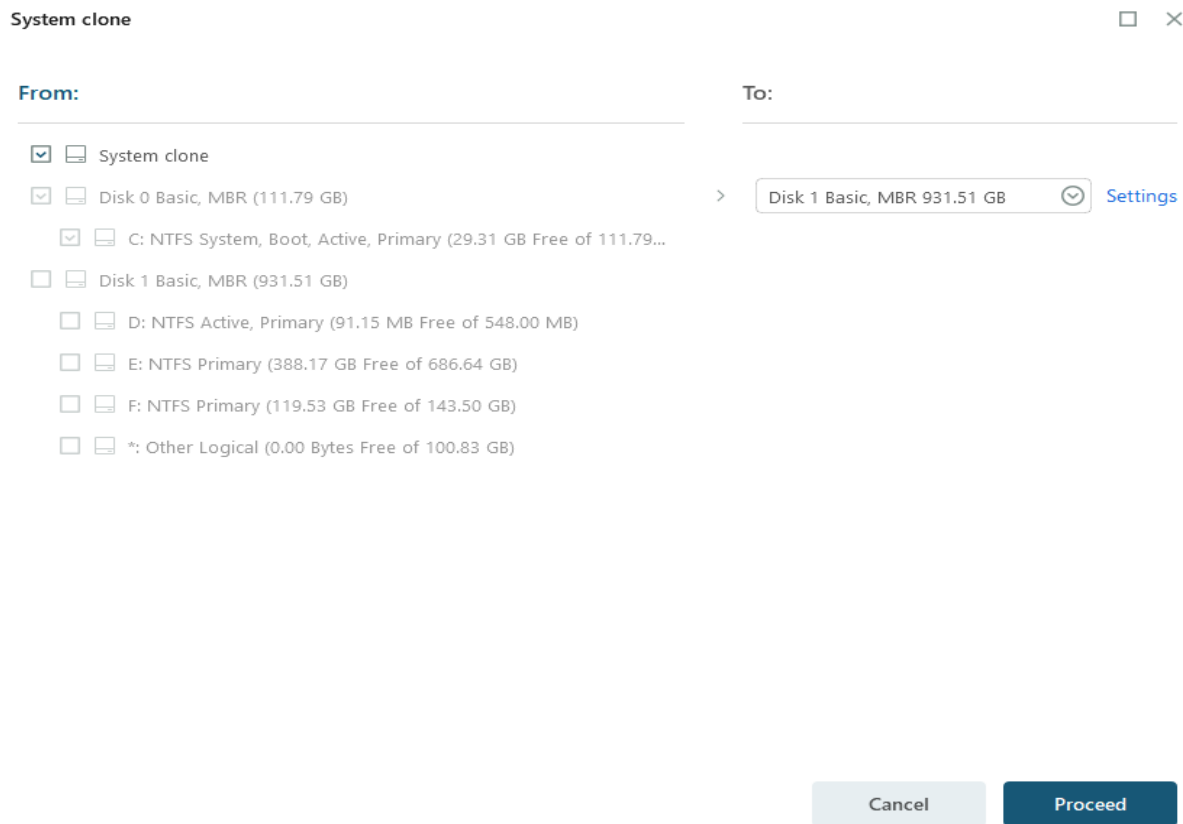 System clone
From:
To:
System clone
Disk 0 Basic, MBR (111.79 GB)
Disk 1 Basic, MBR 931.51 GB
Settings
C: NTFS System, Boot, Active, Primary (29.31 GB Free of 111.79...
Disk 1 Basic, MBR (931.51 GB)
D: NTFS Active, Primary (91.15 MB Free of 548.00 MB)
E: NTFS Primary (388.17 GB Free of 686.64 GB)
F: NTFS Primary (119.53 GB Free of 143.50 GB)
*: Other Logical (0.00 Bytes Free of 100.83 GB)
Cancel
Proceed